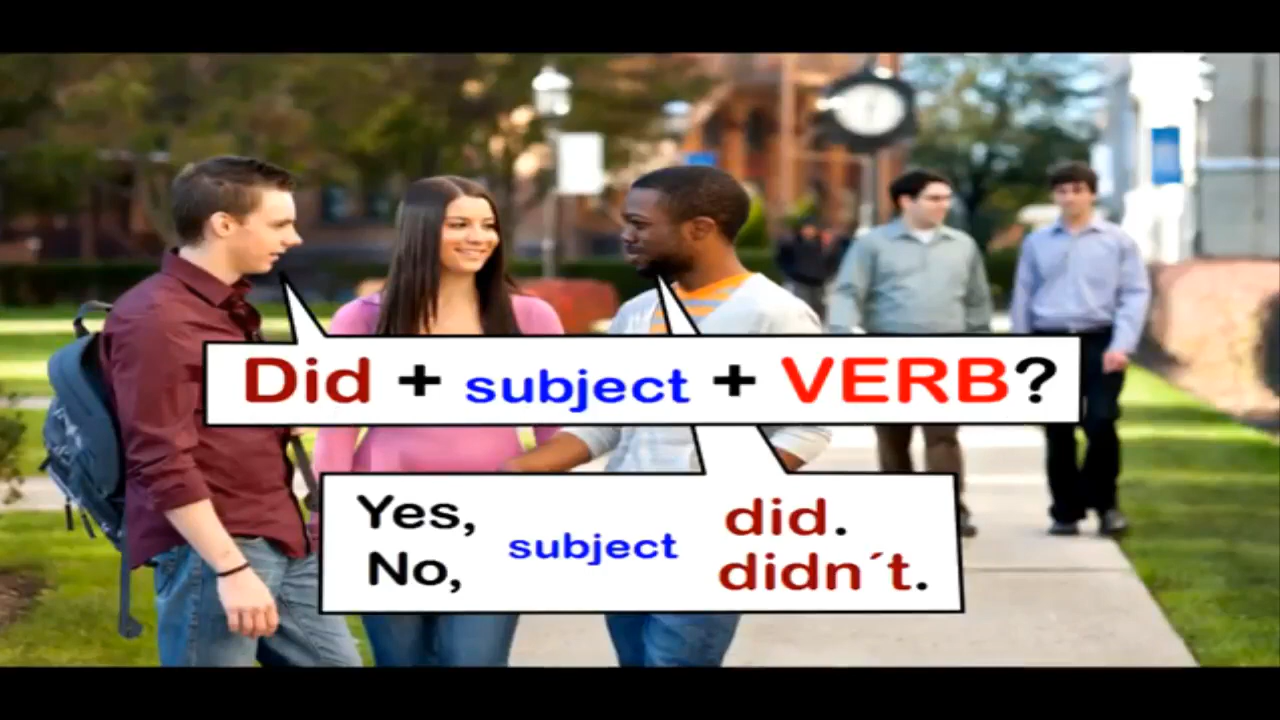 Did + subject + VERB?
Yes, subject did.
No, didn´t.